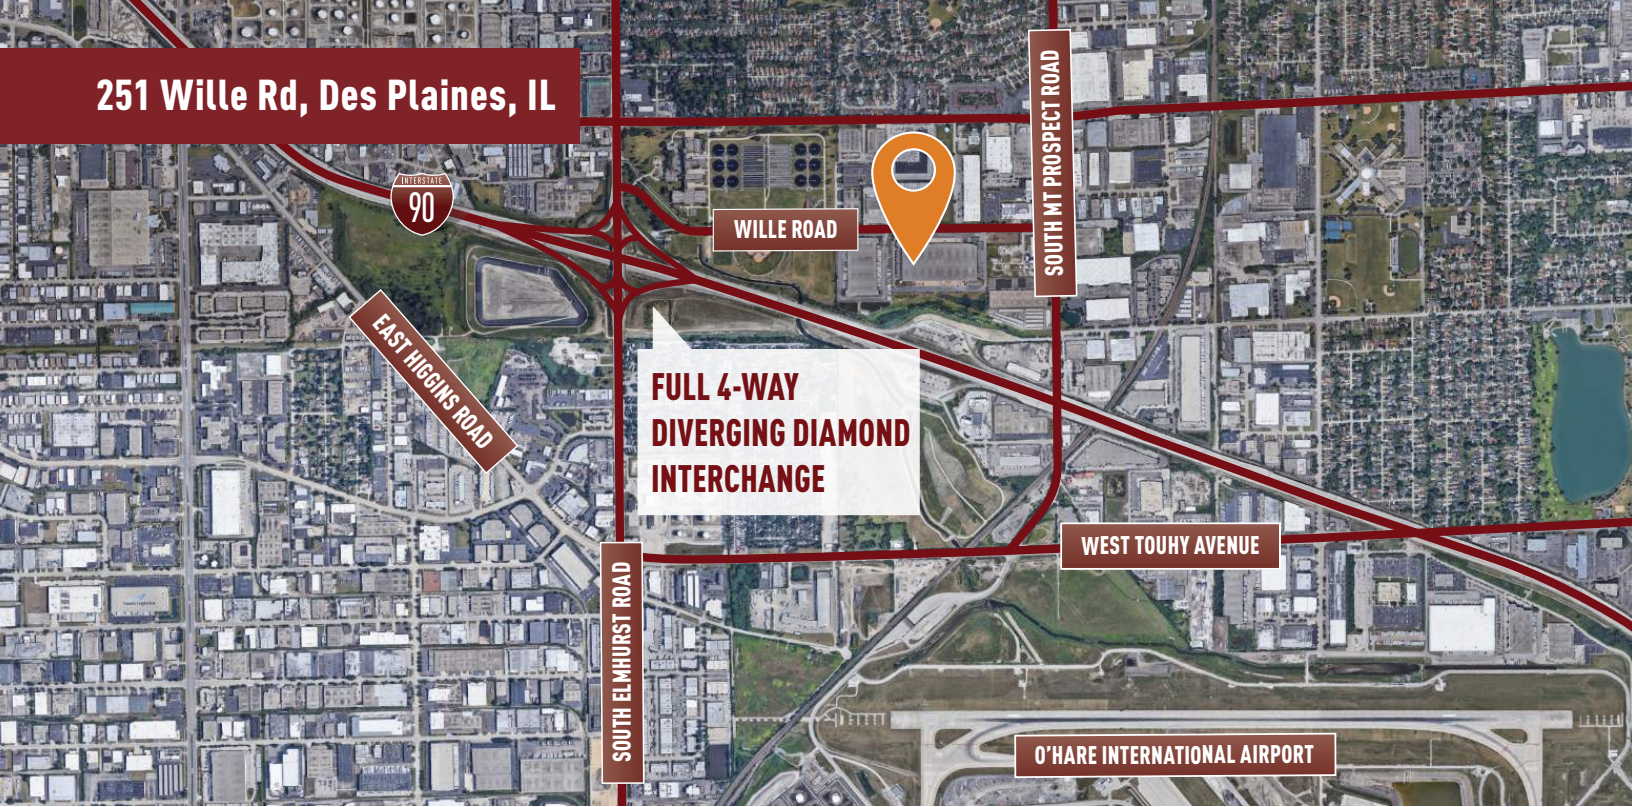 251 Wille Rd, Des Plaines, IL
SOUTH MT PROSPECT ROAD
INTERSTATE
90
WILLE ROAD
EAST HIGGINS ROAD
FULL 4-WAY
DIVERGING DIAMOND
INTERCHANGE
WEST TOUHY AVENUE
SOUTH ELMHURST ROAD
O'HARE INTERNATIONAL AIRPORT